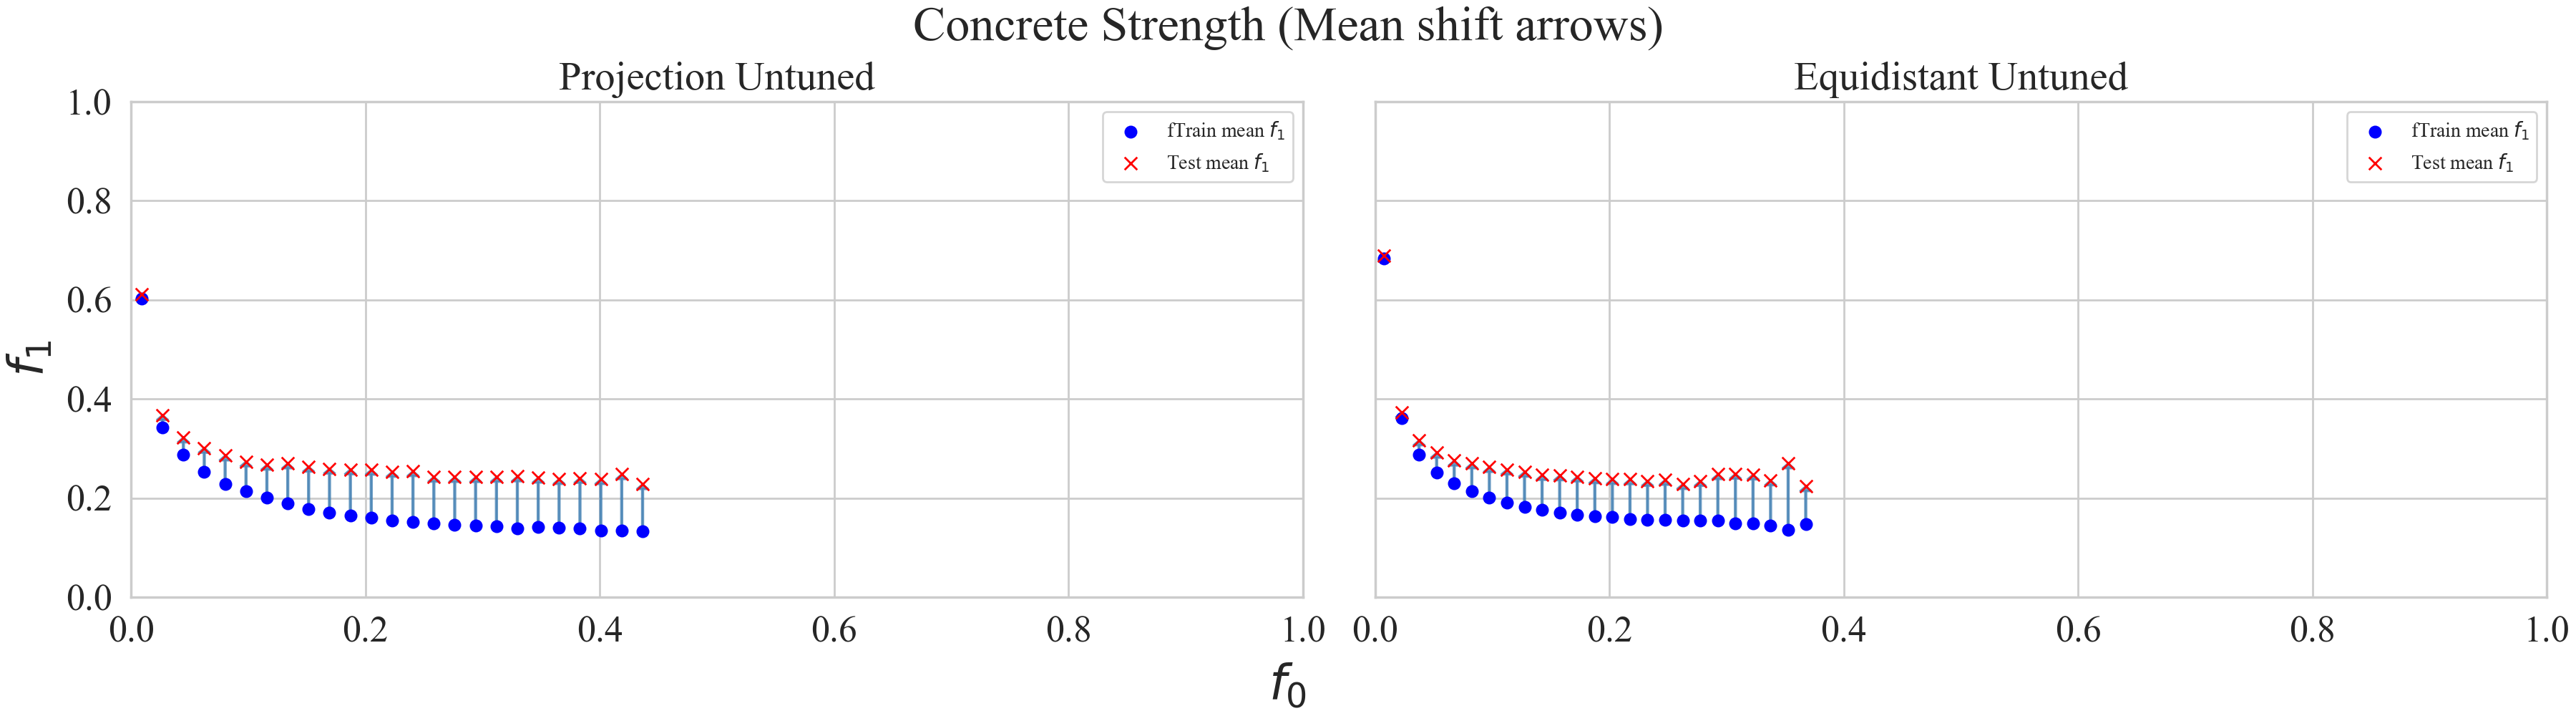 Concrete Strength (Mean shift arrows)
Projection Untuned
fTrain mean f₁
Test mean f₁
1.0
0.8
0.6
0.4
0.2
0.0
f₁
0.0 0.2 0.4 0.6 0.8 1.0
Equidistant Untuned
fTrain mean f₁
Test mean f₁
0.0 0.2 0.4 0.6 0.8 1.0
f₀